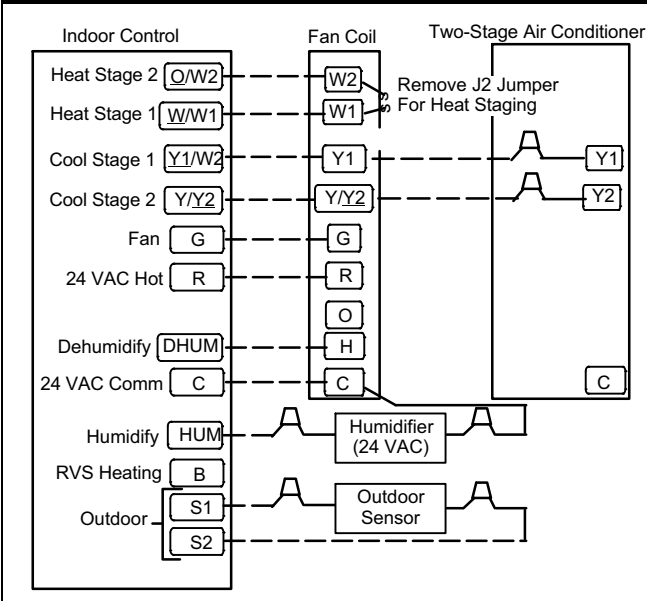 Indoor Control
Fan Coil
Two-Stage Air Conditioner
Heat Stage 2 O/W2
W2
Remove J2 Jumper
For Heat Staging
Heat Stage 1 W/W1
W1
Cool Stage 1 Y1/W2
Y1
Y1
Cool Stage 2 Y/Y2
Y/Y2
Y2
Fan G
G
24 VAC Hot R
R
O
Dehumidify DHUM
H
24 VAC Comm C
C
C
Humidify HUM
Humidifier
(24 VAC)
RVS Heating B
Outdoor
S1
Outdoor
Sensor
S2